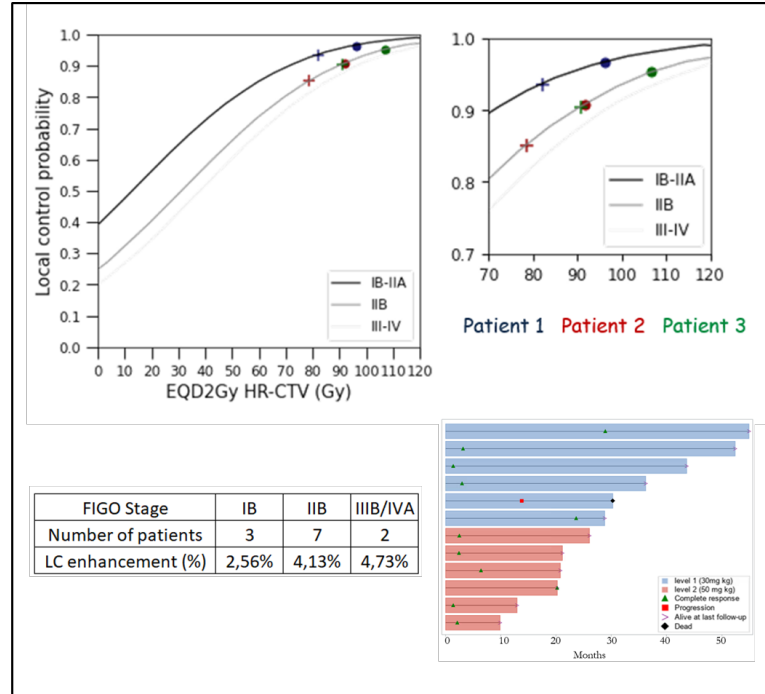 Local control probability
1.0
0.9
0.8
0.7
0.6
0.5
0.4
0.3
0.2
0.1
0.0
0 10 20 30 40 50 60 70 80 90 100 110 120
EQD2Gy HR-CTV (Gy)
IB-IIA
IIB
III-IV
1.0
0.9
0.8
0.7
70 80 90 100 110 120
IB-IIA
IIB
III-IV
Patient 1 Patient 2 Patient 3
FIGO Stage IB IIB IIIB/IVA
Number of patients 3 7 2
LC enhancement (%) 2,56% 4,13% 4,73%
level 1 (30mg kg)
level 2 (50 mg kg)
Complete response
Progression
Alive at last follow-up
Dead
0 10 20 30 40 50
Months